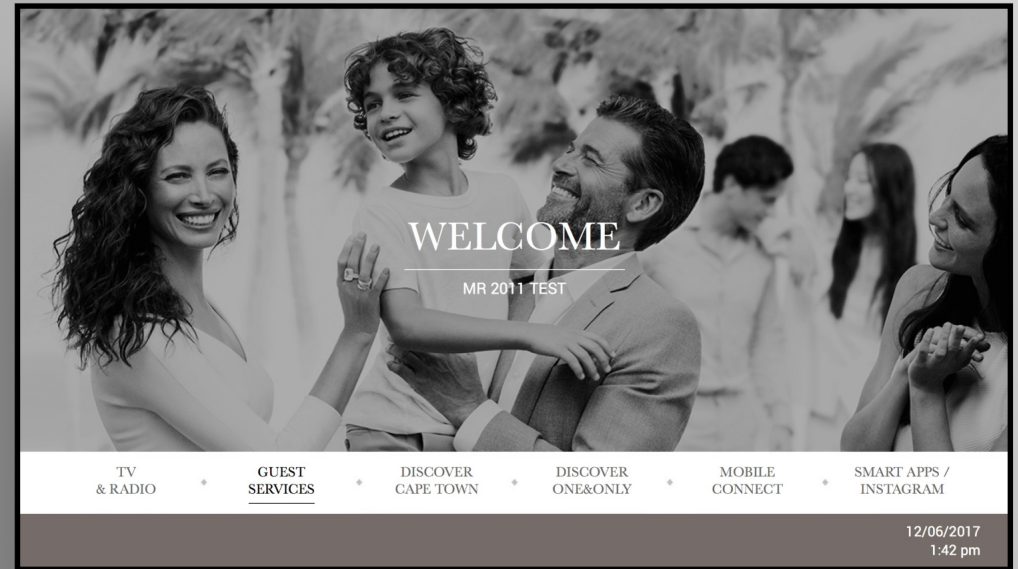 WELCOME
MR 2011 TEST
TV
& RADIO
GUEST
SERVICES
DISCOVER
CAPE TOWN
DISCOVER
ONE&ONLY
MOBILE
CONNECT
SMART APPS /
INSTAGRAM
12/06/2017
1:42 pm